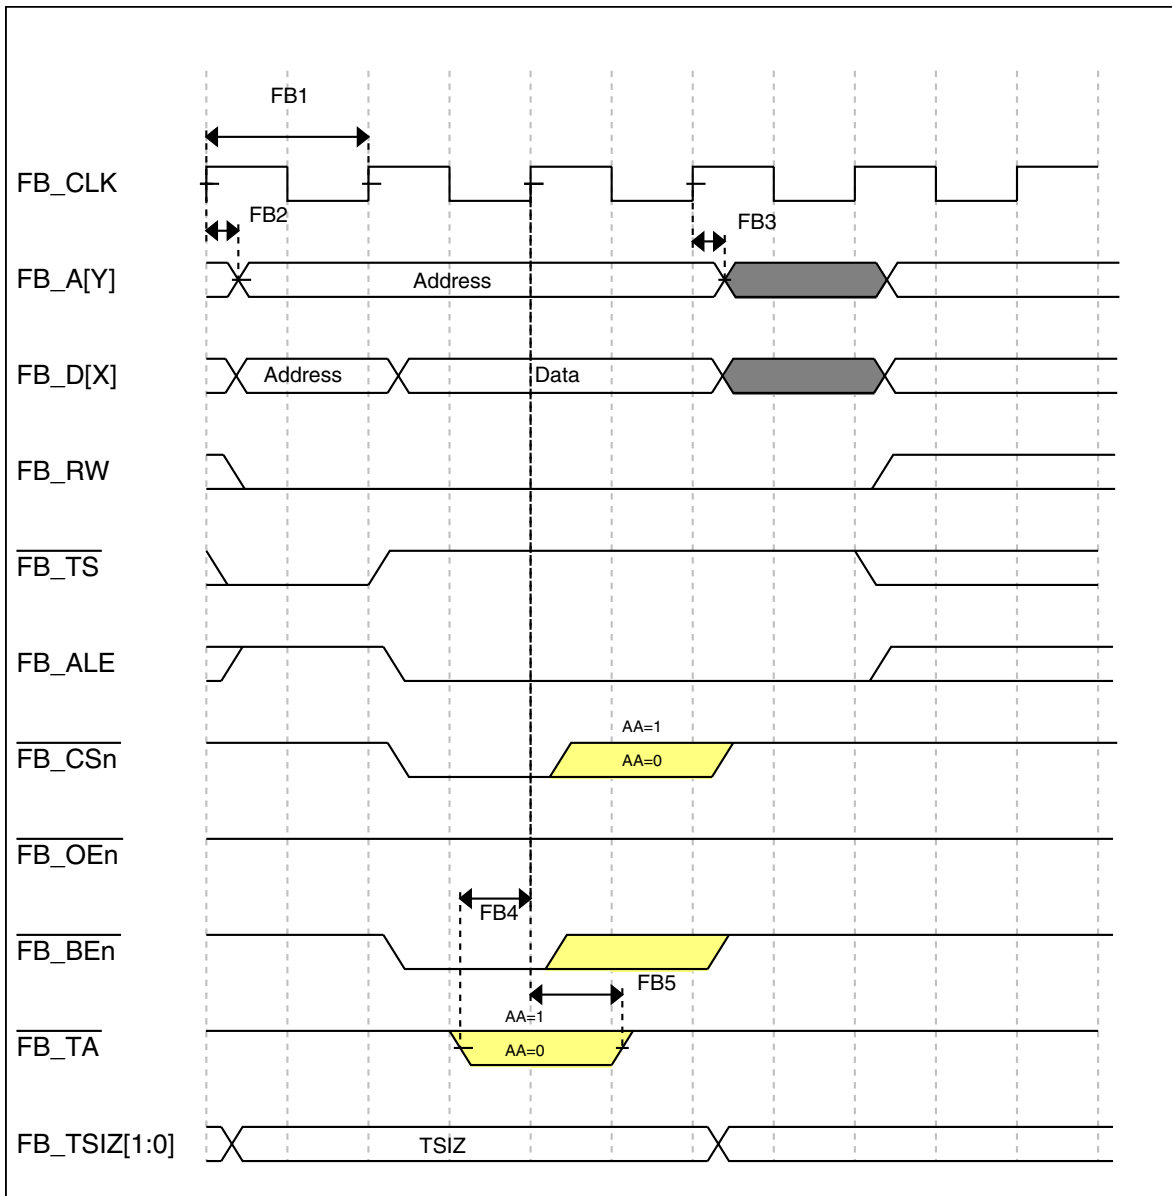 FB1
FB_CLK
FB2
FB3
FB_A[Y]
Address
FB_D[X]
Address
Data
FB_RW
FB_TS
FB_ALE
AA=1
FB_CSn
AA=0
FB_OEn
FB4
FB_BEn
FB5
AA=1
FB_TA
AA=0
FB_TSIZ[1:0]
TSIZ